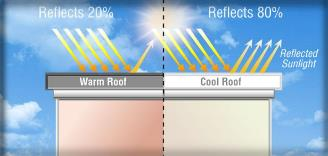 Reflects 20%
Reflects 80%
Reflected
Sunlight
Warm Roof
Cool Roof